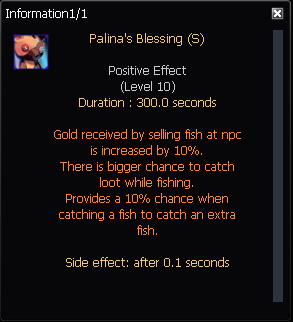 Information1/1
Palina's Blessing (S)
Positive Effect
(Level 10)
Duration : 300.0 seconds
Gold received by selling fish at npc
is increased by 10%.
There is bigger chance to catch
loot while fishing.
Provides a 10% chance when
catching a fish to catch an extra
fish.
Side effect: after 0.1 seconds